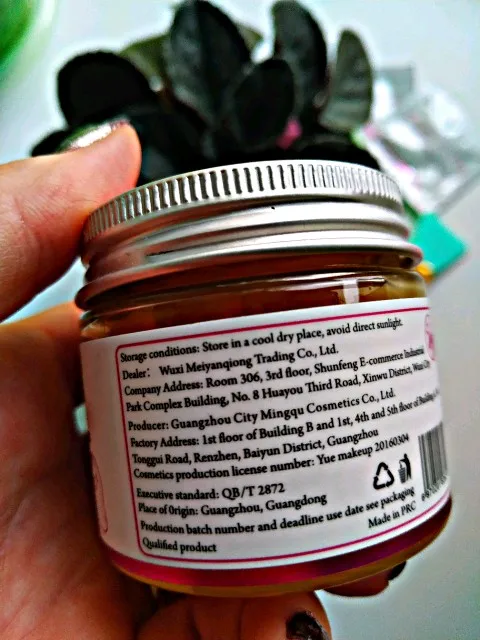 Storage conditions: Store in a cool dry place, avoid direct sunlight.
Dealer: Wuxi Meiyanqiong Trading Co., Ltd.
Company Address: Room 306, 3rd floor, Shunfeng E-commerce Industrial
Park Complex Building, No. 8 Huayou Third Road, Xinwu District, Wuxi City
Producer: Guangzhou City Mingqu Cosmetics Co., Ltd.
Factory Address: 1st floor of Building B and 1st, 4th and 5th floor of Building
Tonggui Road, Renzhen, Baiyun District, Guangzhou
Cosmetics production license number: Yue makeup 20160304
Executive standard: QB/T 2872
Place of Origin: Guangzhou, Guangdong
Production batch number and deadline use date see packaging
Made in PRC
Qualified product